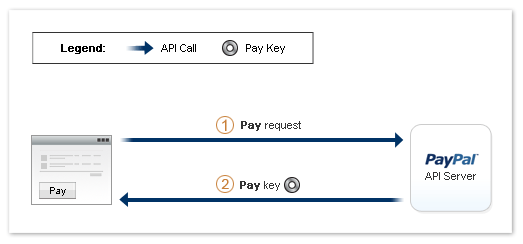 Legend:
API Call
Pay Key
1 Pay request
Pay
PayPal
API Server
2 Pay key